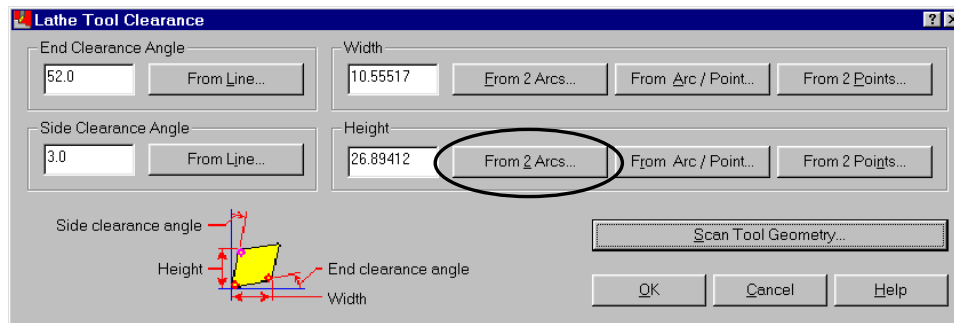 Lathe Tool Clearance
End Clearance Angle
52.0 From Line...
Width
10.55517 From 2 Arcs... From Arc / Point... From 2 Points...
Side Clearance Angle
3.0 From Line...
Height
26.89412 From 2 Arcs... From Arc / Point... From 2 Points...
Side clearance angle
Height
End clearance angle
Width
Scan Tool Geometry...
OK Cancel Help